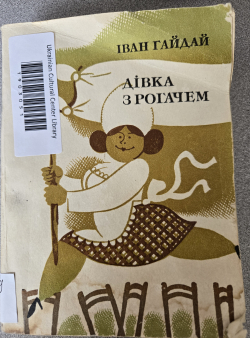 ІВАН ГАЙДАЙ
ДІВКА
З РОГАЧЕМ
Ukrainian Cultural Center Library